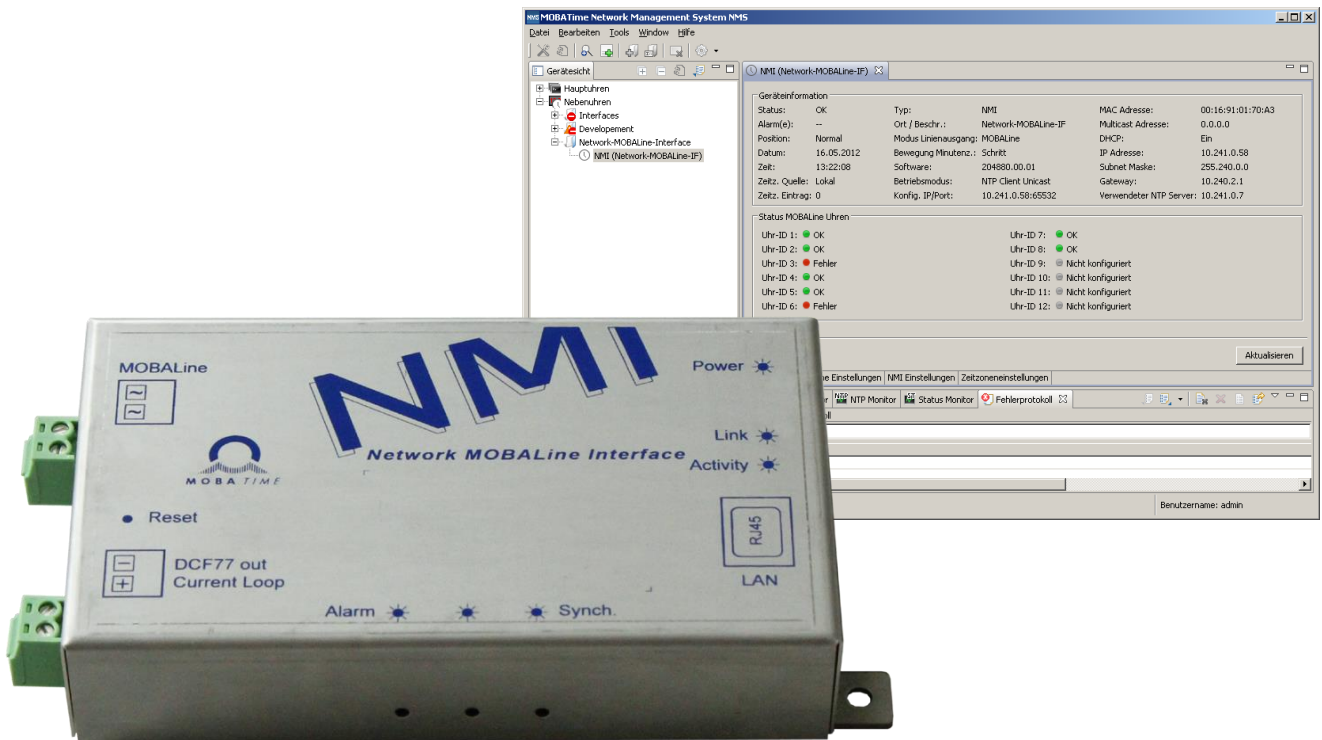 NMS MOBATime Network Management System NMS
Datei Bearbeiten Tools Window Hilfe
Gerätesicht
Hauptuhren
Nebenuhren
Interfaces
Developement
Network-MOBALine-Interface
NMI (Network-MOBALine-IF)
NMI (Network-MOBALine-IF)
Geräteinformation
Status: OK Typ: NMI MAC Adresse: 00:16:91:01:70:A3
Alarm(e): -- Ort / Beschr.: Network-MOBALine-IF Multicast Adresse: 0.0.0.0
Position: Normal Modus Linienausgang: MOBALine DHCP: Ein
Datum: 16.05.2012 Bewegung Minutenz.: Schritt IP Adresse: 10.241.0.58
Zeit: 13:22:08 Software: 204880.00.01 Subnet Maske: 255.240.0.0
Zeitz. Quelle: Lokal Betriebsmodus: NTP Client Unicast Gateway: 10.240.2.1
Zeitz. Eintrag: 0 Konfig. IP/Port: 10.241.0.58:65532 Verwendeter NTP Server: 10.241.0.7
Status MOBALine Uhren
Uhr-ID 1: OK Uhr-ID 7: OK
Uhr-ID 2: OK Uhr-ID 8: OK
Uhr-ID 3: Fehler Uhr-ID 9: Nicht konfiguriert
Uhr-ID 4: OK Uhr-ID 10: Nicht konfiguriert
Uhr-ID 5: OK Uhr-ID 11: Nicht konfiguriert
Uhr-ID 6: Fehler Uhr-ID 12: Nicht konfiguriert
Aktualisieren
Einstellungen NMI Einstellungen Zeitzoneneinstellungen
NTP Monitor Status Monitor Fehlerprotokoll
Benutzername: admin
MOBALine
NMI
Network MOBALine Interface
Power
Link
Activity
MOBA TIME
Reset
RJ45
LAN
DCF77 out
Current Loop
Alarm
Synch.